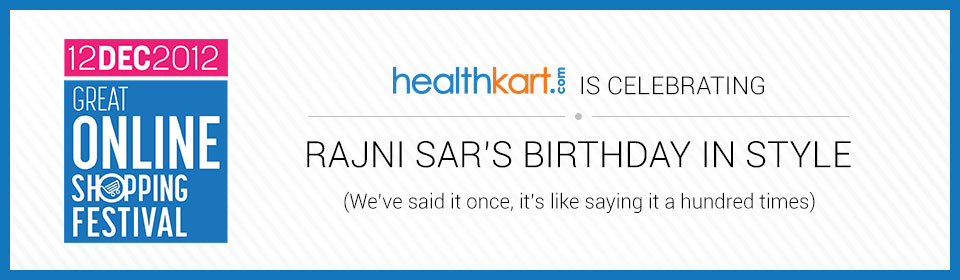 12DEC2012
GREAT
ONLINE
SHOPPING
FESTIVAL
healthkart.com IS CELEBRATING
RAJNI SAR'S BIRTHDAY IN STYLE
(We've said it once, it's like saying it a hundred times)